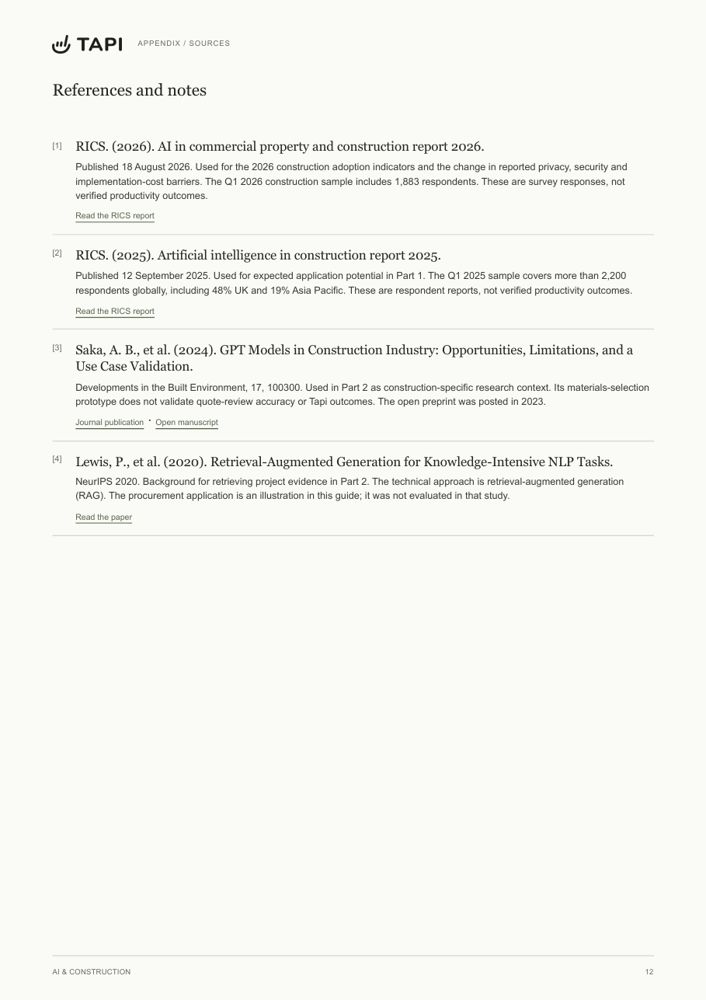 TAPI APPENDIX / SOURCES
References and notes
[1] RICS. (2026). AI in commercial property and construction report 2026.
Published 18 August 2026. Used for the 2026 construction adoption indicators and the change in reported privacy, security and
implementation-cost barriers. The Q1 2026 construction sample includes 1,883 respondents. These are survey responses, not
verified productivity outcomes.
Read the RICS report
[2] RICS. (2025). Artificial intelligence in construction report 2025.
Published 12 September 2025. Used for expected application potential in Part 1. The Q1 2025 sample covers more than 2,200
respondents globally, including 48% UK and 19% Asia Pacific. These are respondent reports, not verified productivity outcomes.
Read the RICS report
[3] Saka, A. B., et al. (2024). GPT Models in Construction Industry: Opportunities, Limitations, and a
Use Case Validation.
Developments in the Built Environment, 17, 100300. Used in Part 2 as construction-specific research context. Its materials-selection
prototype does not validate quote-review accuracy or Tapi outcomes. The open preprint was posted in 2023.
Journal publication · Open manuscript
[4] Lewis, P., et al. (2020). Retrieval-Augmented Generation for Knowledge-Intensive NLP Tasks.
NeurIPS 2020. Background for retrieving project evidence in Part 2. The technical approach is retrieval-augmented generation
(RAG). The procurement application is an illustration in this guide; it was not evaluated in that study.
Read the paper
AI & CONSTRUCTION 12